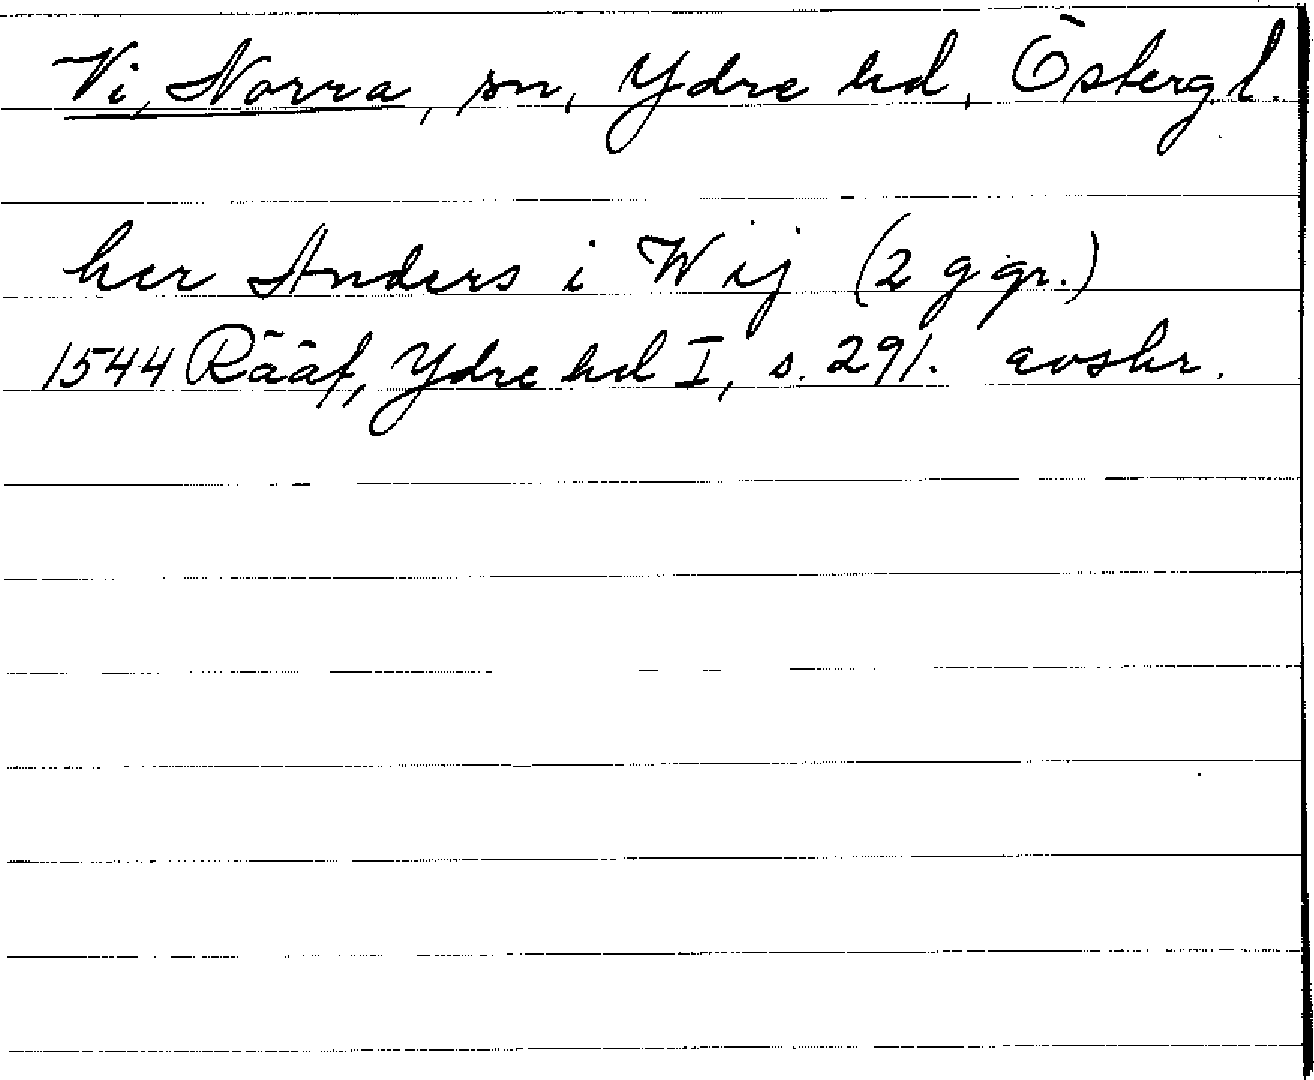 Vi, Norra, sn, Ydre hd, Östergl.
her Anders i Wij (2 ggr.)
1544 Rääf, Ydre hd I, s. 291. avskr.